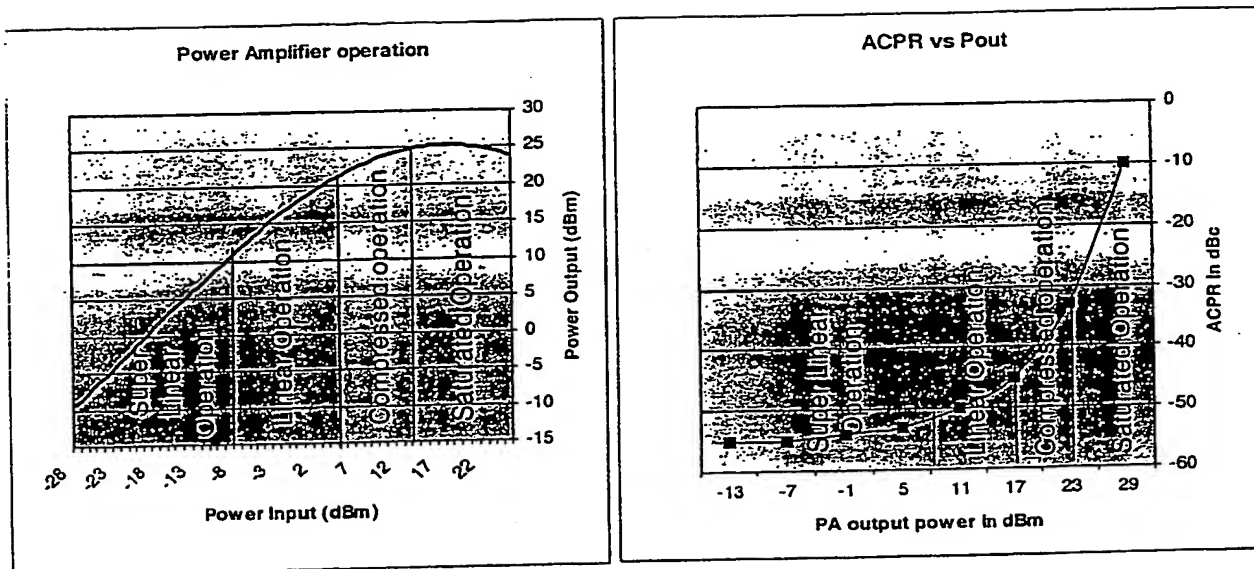 Power Amplifier operation
30
25
20
15
10
5
0
-5
-10
-15
Power Output (dBm)
Super
Linear
Operation
Linear Operation
Compressed operation
Saturated Operation
-28
-23
-18
-13
-8
-3
2
7
12
17
22
Power Input (dBm)
ACPR vs Pout
0
-10
-20
-30
-40
-50
-60
ACPR In dBc
Super Linear
Operation
Linear Operation
Compressed operation
Saturated Operation
-13
-7
-1
5
11
17
23
29
PA output power In dBm